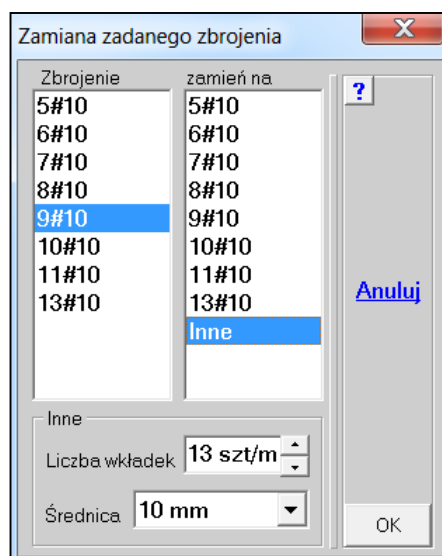 Zamiana zadanego zbrojenia
X
Zbrojenie
5#10
6#10
7#10
8#10
9#10
10#10
11#10
13#10
zamień na
5#10
6#10
7#10
8#10
9#10
10#10
11#10
13#10
Inne
?
Anuluj
Inne
Liczba wkładek 13 szt/m
Średnica 10 mm
OK